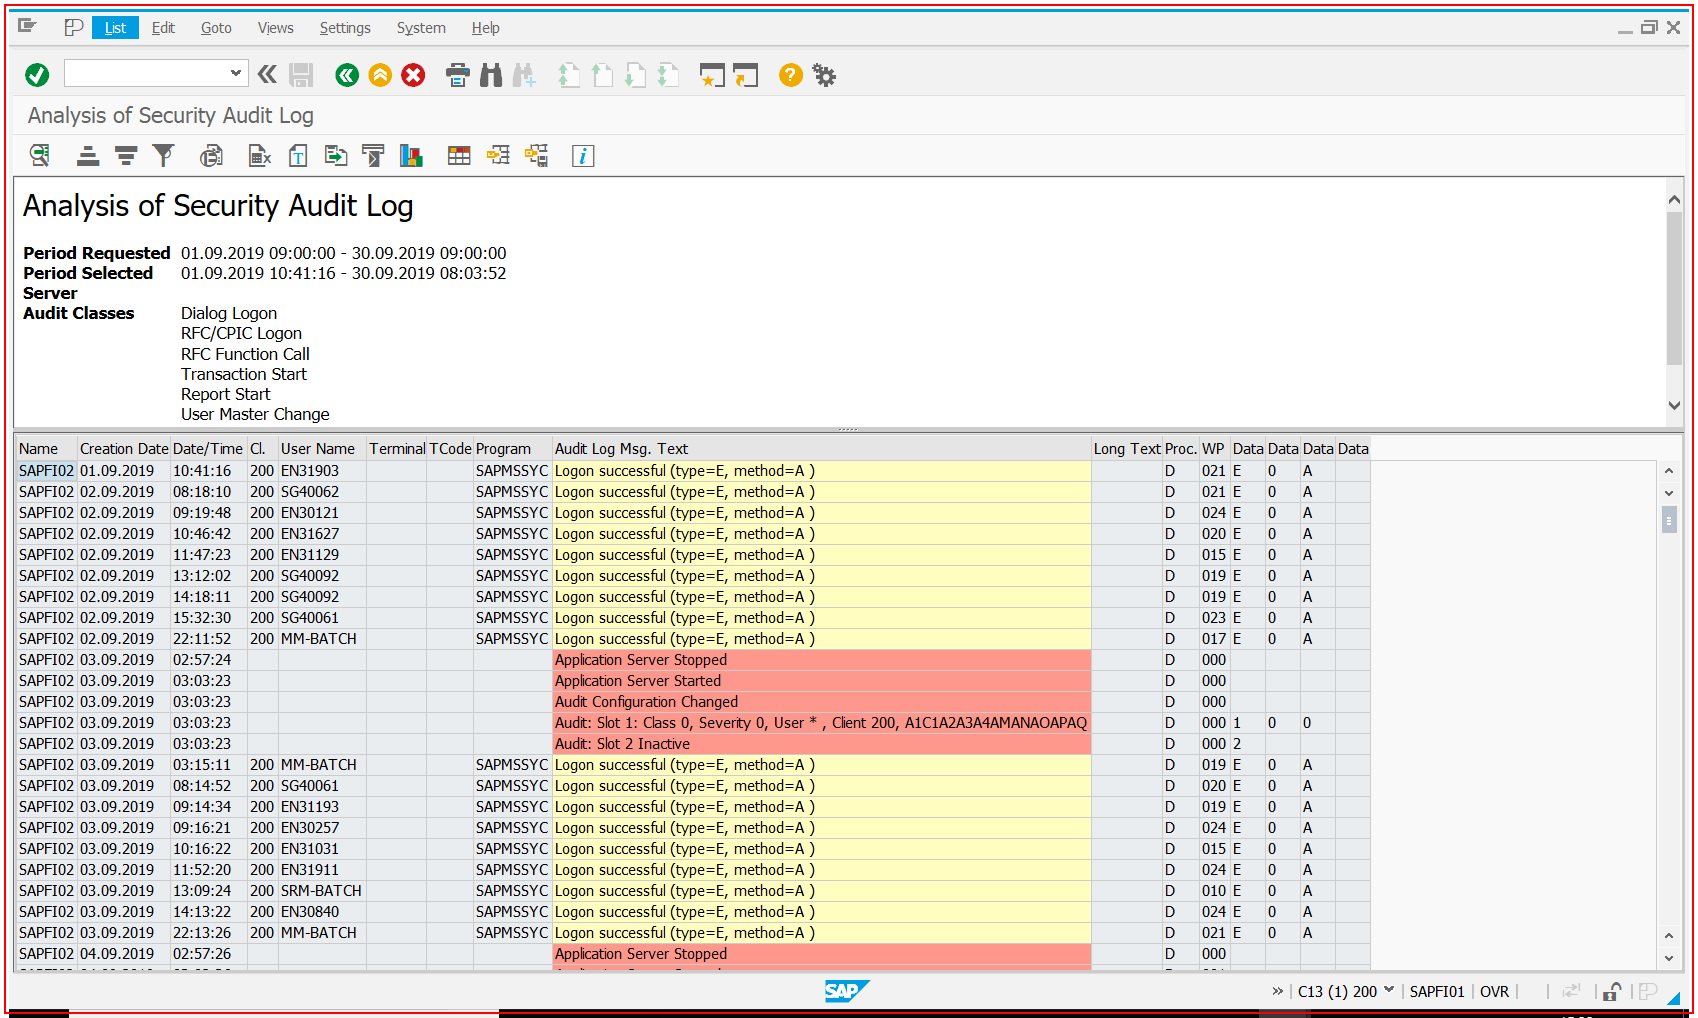 List Edit Goto Views Settings System Help
Analysis of Security Audit Log
Analysis of Security Audit Log
Period Requested 01.09.2019 09:00:00 - 30.09.2019 09:00:00
Period Selected 01.09.2019 10:41:16 - 30.09.2019 08:03:52
Server
Audit Classes Dialog Logon
RFC/CPIC Logon
RFC Function Call
Transaction Start
Report Start
User Master Change
Name Creation Date Date/Time Cl. User Name Terminal TCode Program Audit Log Msg. Text Long Text Proc. WP Data Data Data Data
SAPFI02 01.09.2019 10:41:16 200 EN31903 SAPMSSYC Logon successful (type=E, method=A ) D 021 E 0 A
SAPFI02 02.09.2019 08:18:10 200 SG40062 SAPMSSYC Logon successful (type=E, method=A ) D 021 E 0 A
SAPFI02 02.09.2019 09:19:48 200 EN30121 SAPMSSYC Logon successful (type=E, method=A ) D 024 E 0 A
SAPFI02 02.09.2019 10:46:42 200 EN31627 SAPMSSYC Logon successful (type=E, method=A ) D 020 E 0 A
SAPFI02 02.09.2019 11:47:23 200 EN31129 SAPMSSYC Logon successful (type=E, method=A ) D 015 E 0 A
SAPFI02 02.09.2019 13:12:02 200 SG40092 SAPMSSYC Logon successful (type=E, method=A ) D 019 E 0 A
SAPFI02 02.09.2019 14:18:11 200 SG40092 SAPMSSYC Logon successful (type=E, method=A ) D 019 E 0 A
SAPFI02 02.09.2019 15:32:30 200 SG40061 SAPMSSYC Logon successful (type=E, method=A ) D 023 E 0 A
SAPFI02 02.09.2019 22:11:52 200 MM-BATCH SAPMSSYC Logon successful (type=E, method=A ) D 017 E 0 A
SAPFI02 03.09.2019 02:57:24 Application Server Stopped D 000
SAPFI02 03.09.2019 03:03:23 Application Server Started D 000
SAPFI02 03.09.2019 03:03:23 Audit Configuration Changed D 000
SAPFI02 03.09.2019 03:03:23 Audit: Slot 1: Class 0, Severity 0, User * , Client 200, A1C1A2A3A4AMANAOAPAQ D 000 1 0 0
SAPFI02 03.09.2019 03:03:23 Audit: Slot 2 Inactive D 000 2
SAPFI02 03.09.2019 03:15:11 200 MM-BATCH SAPMSSYC Logon successful (type=E, method=A ) D 019 E 0 A
SAPFI02 03.09.2019 08:14:52 200 SG40061 SAPMSSYC Logon successful (type=E, method=A ) D 020 E 0 A
SAPFI02 03.09.2019 09:14:34 200 EN31193 SAPMSSYC Logon successful (type=E, method=A ) D 019 E 0 A
SAPFI02 03.09.2019 09:16:21 200 EN30257 SAPMSSYC Logon successful (type=E, method=A ) D 024 E 0 A
SAPFI02 03.09.2019 10:16:22 200 EN31031 SAPMSSYC Logon successful (type=E, method=A ) D 015 E 0 A
SAPFI02 03.09.2019 11:52:20 200 EN31911 SAPMSSYC Logon successful (type=E, method=A ) D 024 E 0 A
SAPFI02 03.09.2019 13:09:24 200 SRM-BATCH SAPMSSYC Logon successful (type=E, method=A ) D 010 E 0 A
SAPFI02 03.09.2019 14:13:22 200 EN30840 SAPMSSYC Logon successful (type=E, method=A ) D 024 E 0 A
SAPFI02 03.09.2019 22:13:26 200 MM-BATCH SAPMSSYC Logon successful (type=E, method=A ) D 021 E 0 A
SAPFI02 04.09.2019 02:57:26 Application Server Stopped D 000
SAP » C13 (1) 200 SAPFI01 OVR